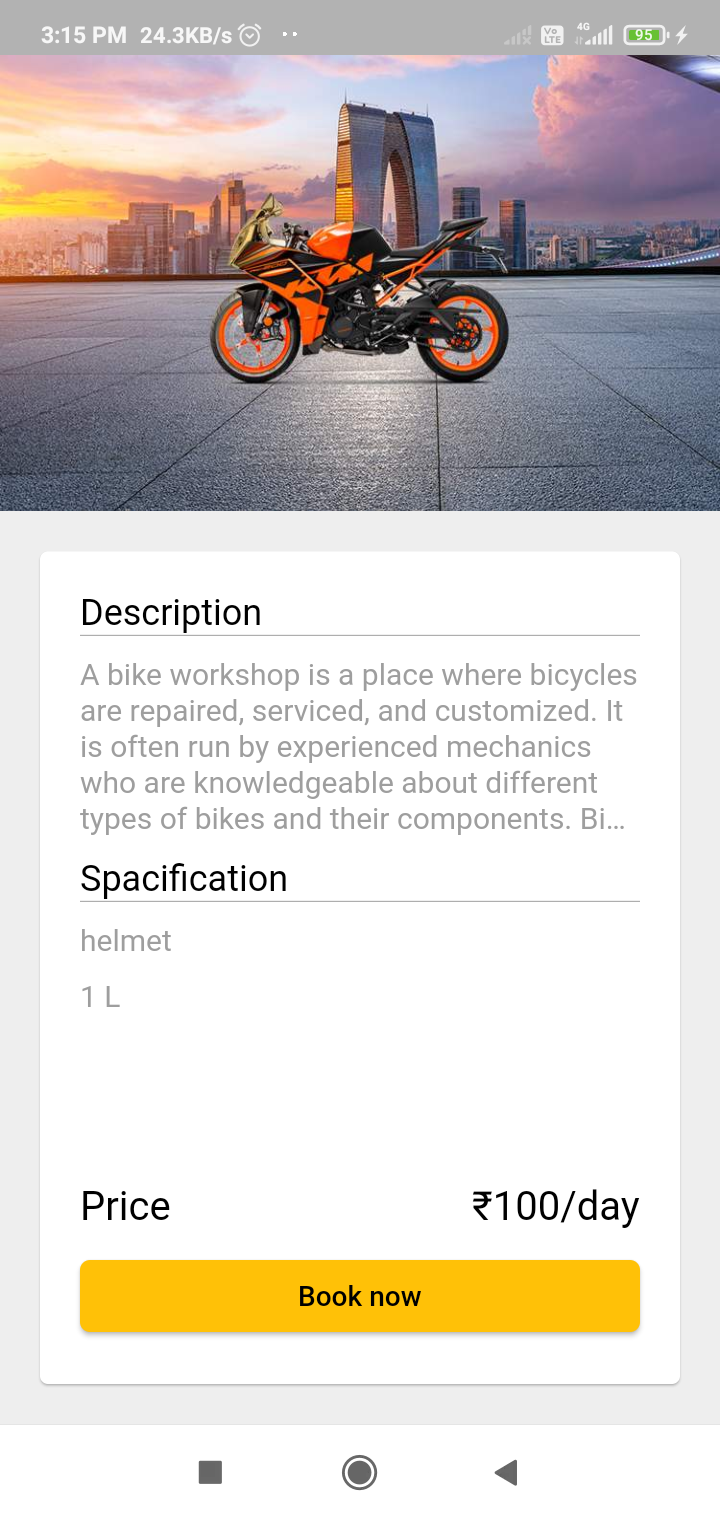 3:15 PM 24.3KB/s
Vo LTE 4G 95
KTM
Description
A bike workshop is a place where bicycles
are repaired, serviced, and customized. It
is often run by experienced mechanics
who are knowledgeable about different
types of bikes and their components. Bi…
Spacification
helmet
1 L
Price ₹100/day
Book now